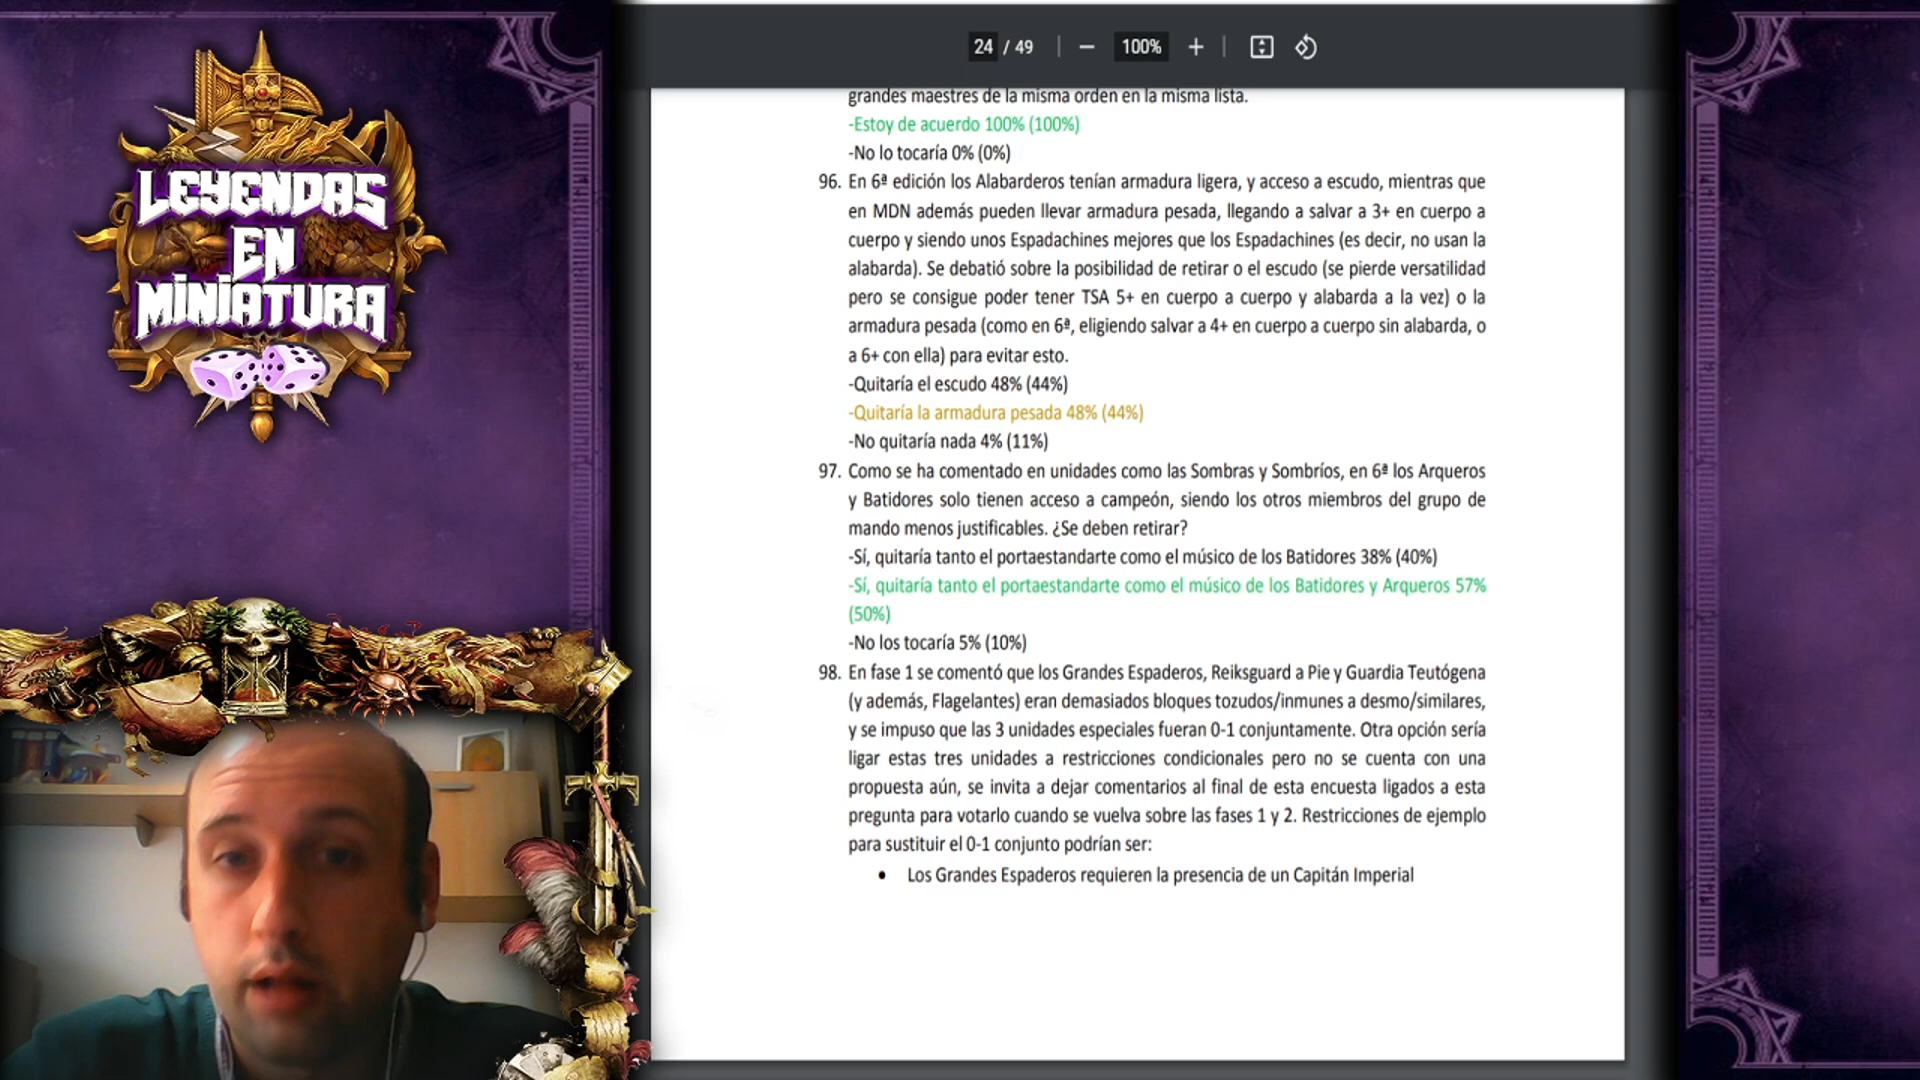 LEYENDAS
EN
MINIATURA
24 / 49
100%
grandes maestres de la misma orden en la misma lista.
-Estoy de acuerdo 100% (100%)
-No lo tocaría 0% (0%)
96. En 6ª edición los Alabarderos tenían armadura ligera, y acceso a escudo, mientras que
en MDN además pueden llevar armadura pesada, llegando a salvar a 3+ en cuerpo a
cuerpo y siendo unos Espadachines mejores que los Espadachines (es decir, no usan la
alabarda). Se debatió sobre la posibilidad de retirar o el escudo (se pierde versatilidad
pero se consigue poder tener TSA 5+ en cuerpo a cuerpo y alabarda a la vez) o la
armadura pesada (como en 6ª, eligiendo salvar a 4+ en cuerpo a cuerpo sin alabarda, o
a 6+ con ella) para evitar esto.
-Quitaría el escudo 48% (44%)
-Quitaría la armadura pesada 48% (44%)
-No quitaría nada 4% (11%)
97. Como se ha comentado en unidades como las Sombras y Sombríos, en 6ª los Arqueros
y Batidores solo tienen acceso a campeón, siendo los otros miembros del grupo de
mando menos justificables. ¿Se deben retirar?
-Sí, quitaría tanto el portaestandarte como el músico de los Batidores 38% (40%)
-Sí, quitaría tanto el portaestandarte como el músico de los Batidores y Arqueros 57%
(50%)
-No los tocaría 5% (10%)
98. En fase 1 se comentó que los Grandes Espaderos, Reiksguard a Pie y Guardia Teutógena
(y además, Flagelantes) eran demasiados bloques tozudos/inmunes a desmo/similares,
y se impuso que las 3 unidades especiales fueran 0-1 conjuntamente. Otra opción sería
ligar estas tres unidades a restricciones condicionales pero no se cuenta con una
propuesta aún, se invita a dejar comentarios al final de esta encuesta ligados a esta
pregunta para votarlo cuando se vuelva sobre las fases 1 y 2. Restricciones de ejemplo
para sustituir el 0-1 conjunto podrían ser:
• Los Grandes Espaderos requieren la presencia de un Capitán Imperial